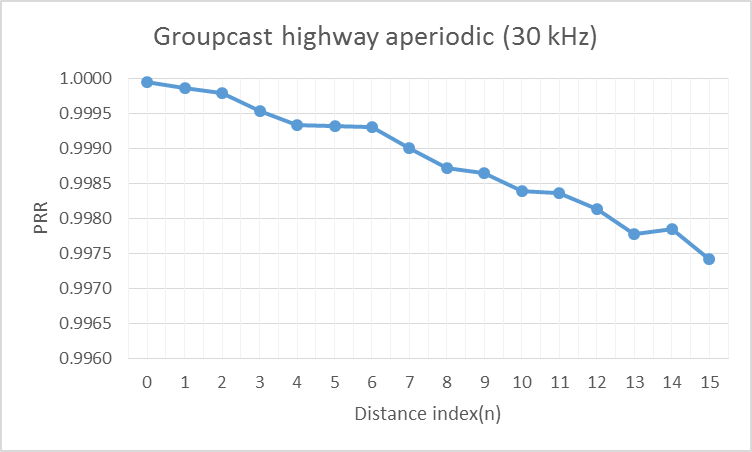 Groupcast highway aperiodic (30 kHz)
1.0000
0.9995
0.9990
0.9985
0.9980
0.9975
0.9970
0.9965
0.9960
PRR
0 1 2 3 4 5 6 7 8 9 10 11 12 13 14 15
Distance index(n)